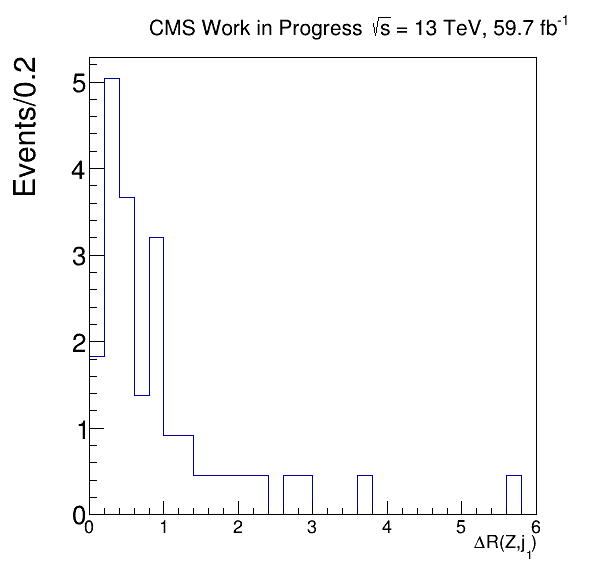 CMS Work in Progress √s = 13 TeV, 59.7 fb⁻¹
Events/0.2
5
4
3
2
1
0
0 1 2 3 4 5 6
ΔR(Z,j₁)